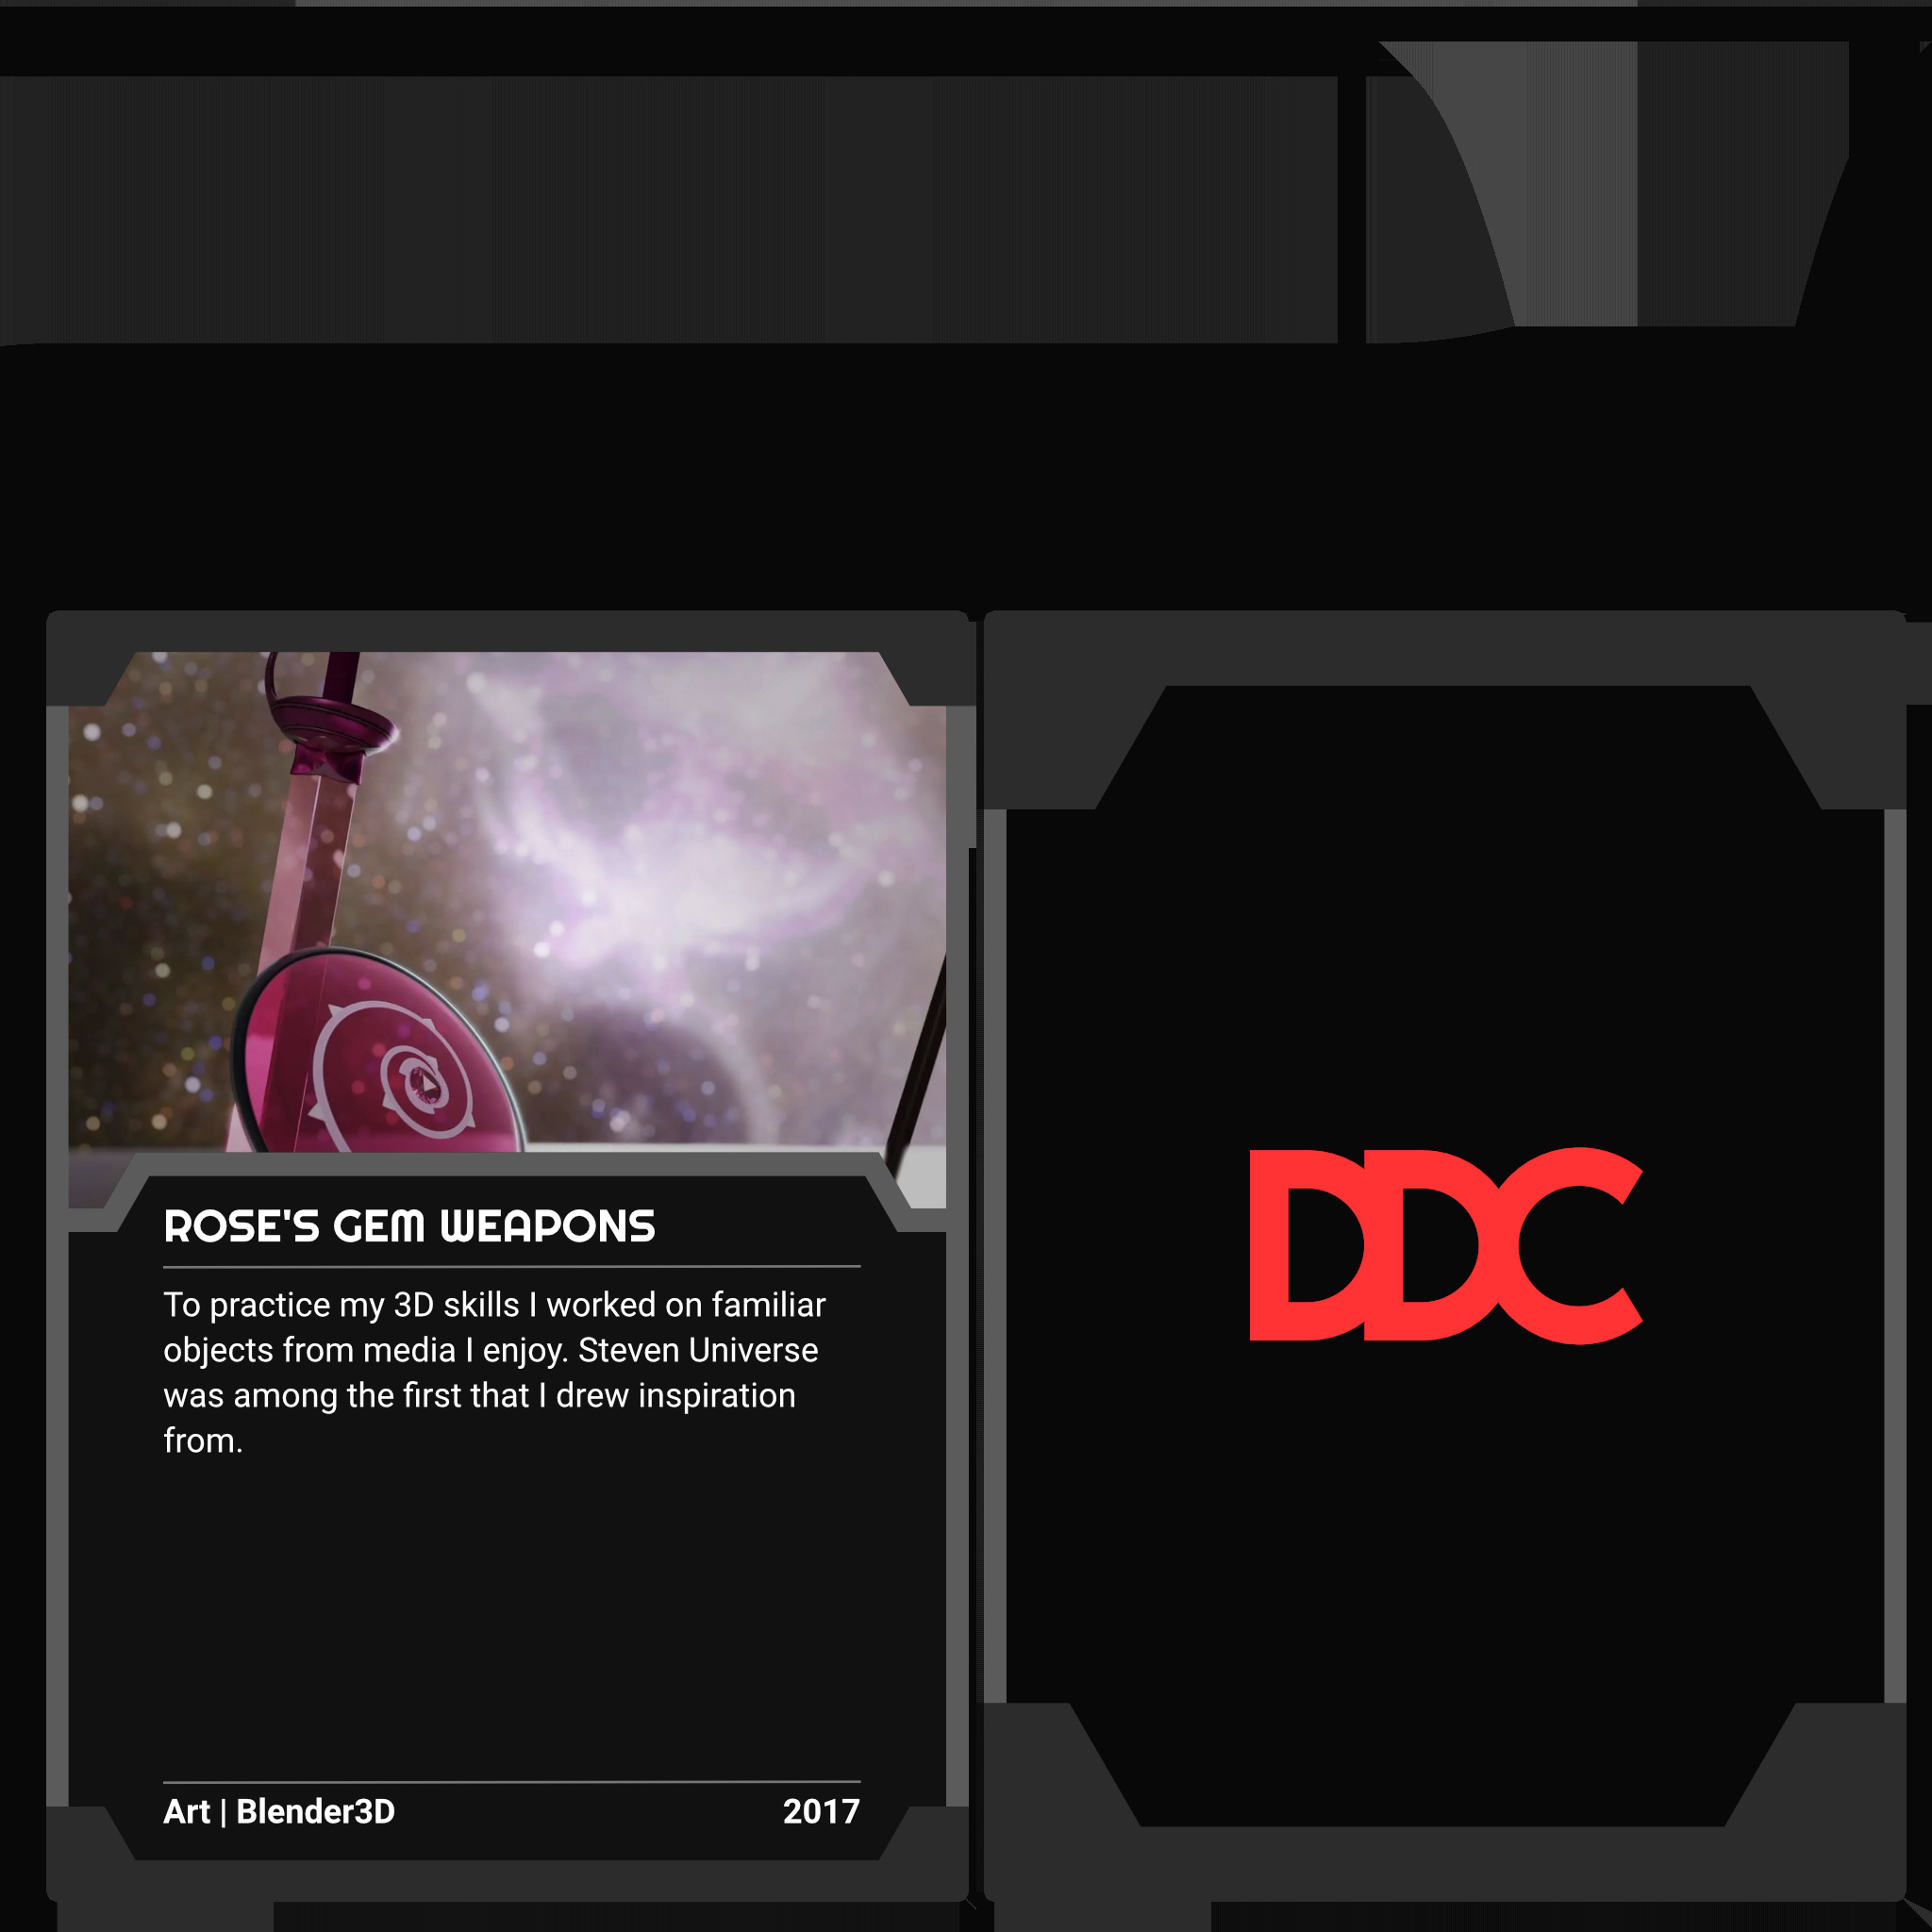 ROSE'S GEM WEAPONS
To practice my 3D skills I worked on familiar
objects from media I enjoy. Steven Universe
was among the first that I drew inspiration
from.
Art | Blender3D 2017
DDC